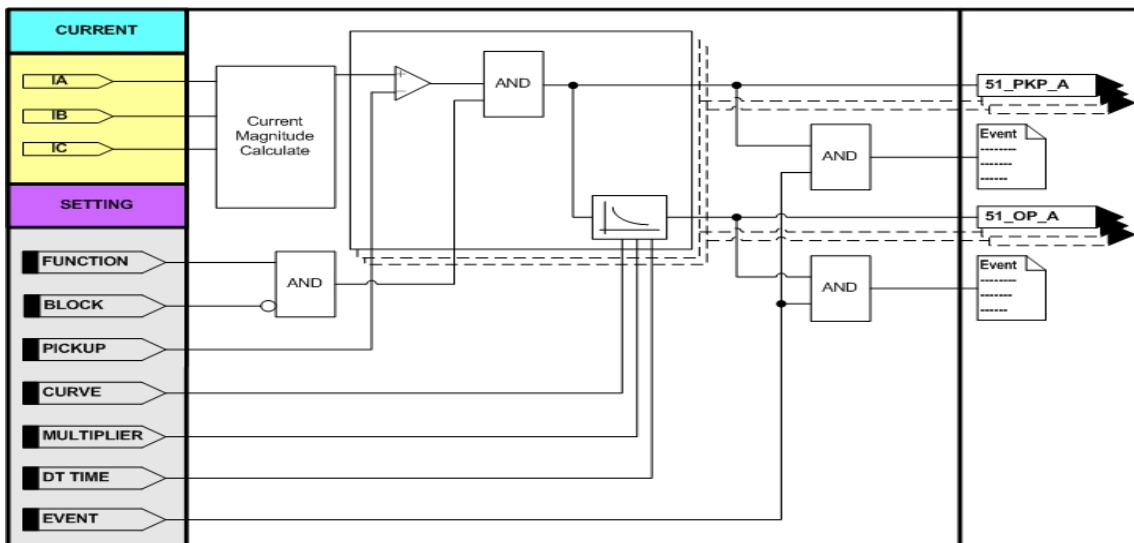 CURRENT
IA
IB
IC
Current
Magnitude
Calculate
AND
51_PKP_A
AND
Event
--------
-------
------
SETTING
51_OP_A
FUNCTION
AND
BLOCK
AND
Event
--------
-------
------
PICKUP
CURVE
MULTIPLIER
DT TIME
EVENT